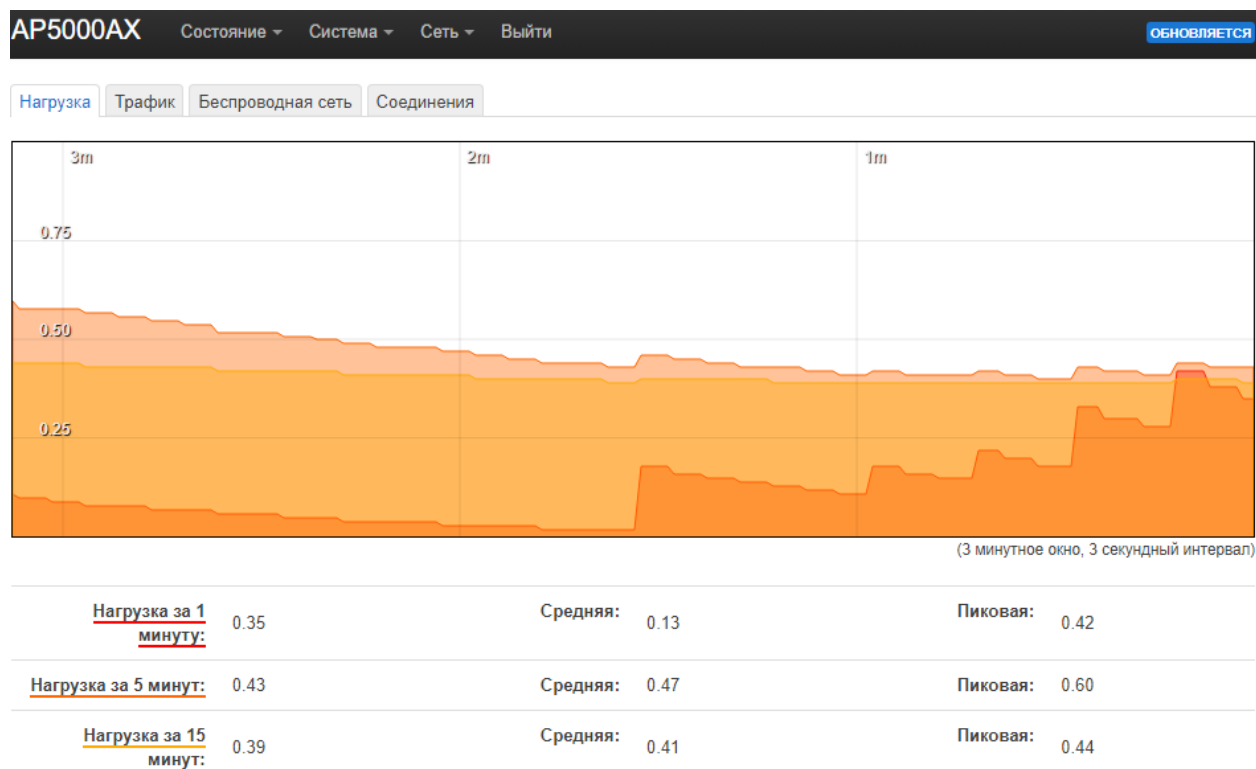 AP5000AX Состояние Система Сеть Выйти ОБНОВЛЯЕТСЯ
Нагрузка Трафик Беспроводная сеть Соединения
3m 2m 1m
0.75
0.50
0.25
(3 минутное окно, 3 секундный интервал)
Нагрузка за 1 минуту: 0.35 Средняя: 0.13 Пиковая: 0.42
Нагрузка за 5 минут: 0.43 Средняя: 0.47 Пиковая: 0.60
Нагрузка за 15 минут: 0.39 Средняя: 0.41 Пиковая: 0.44